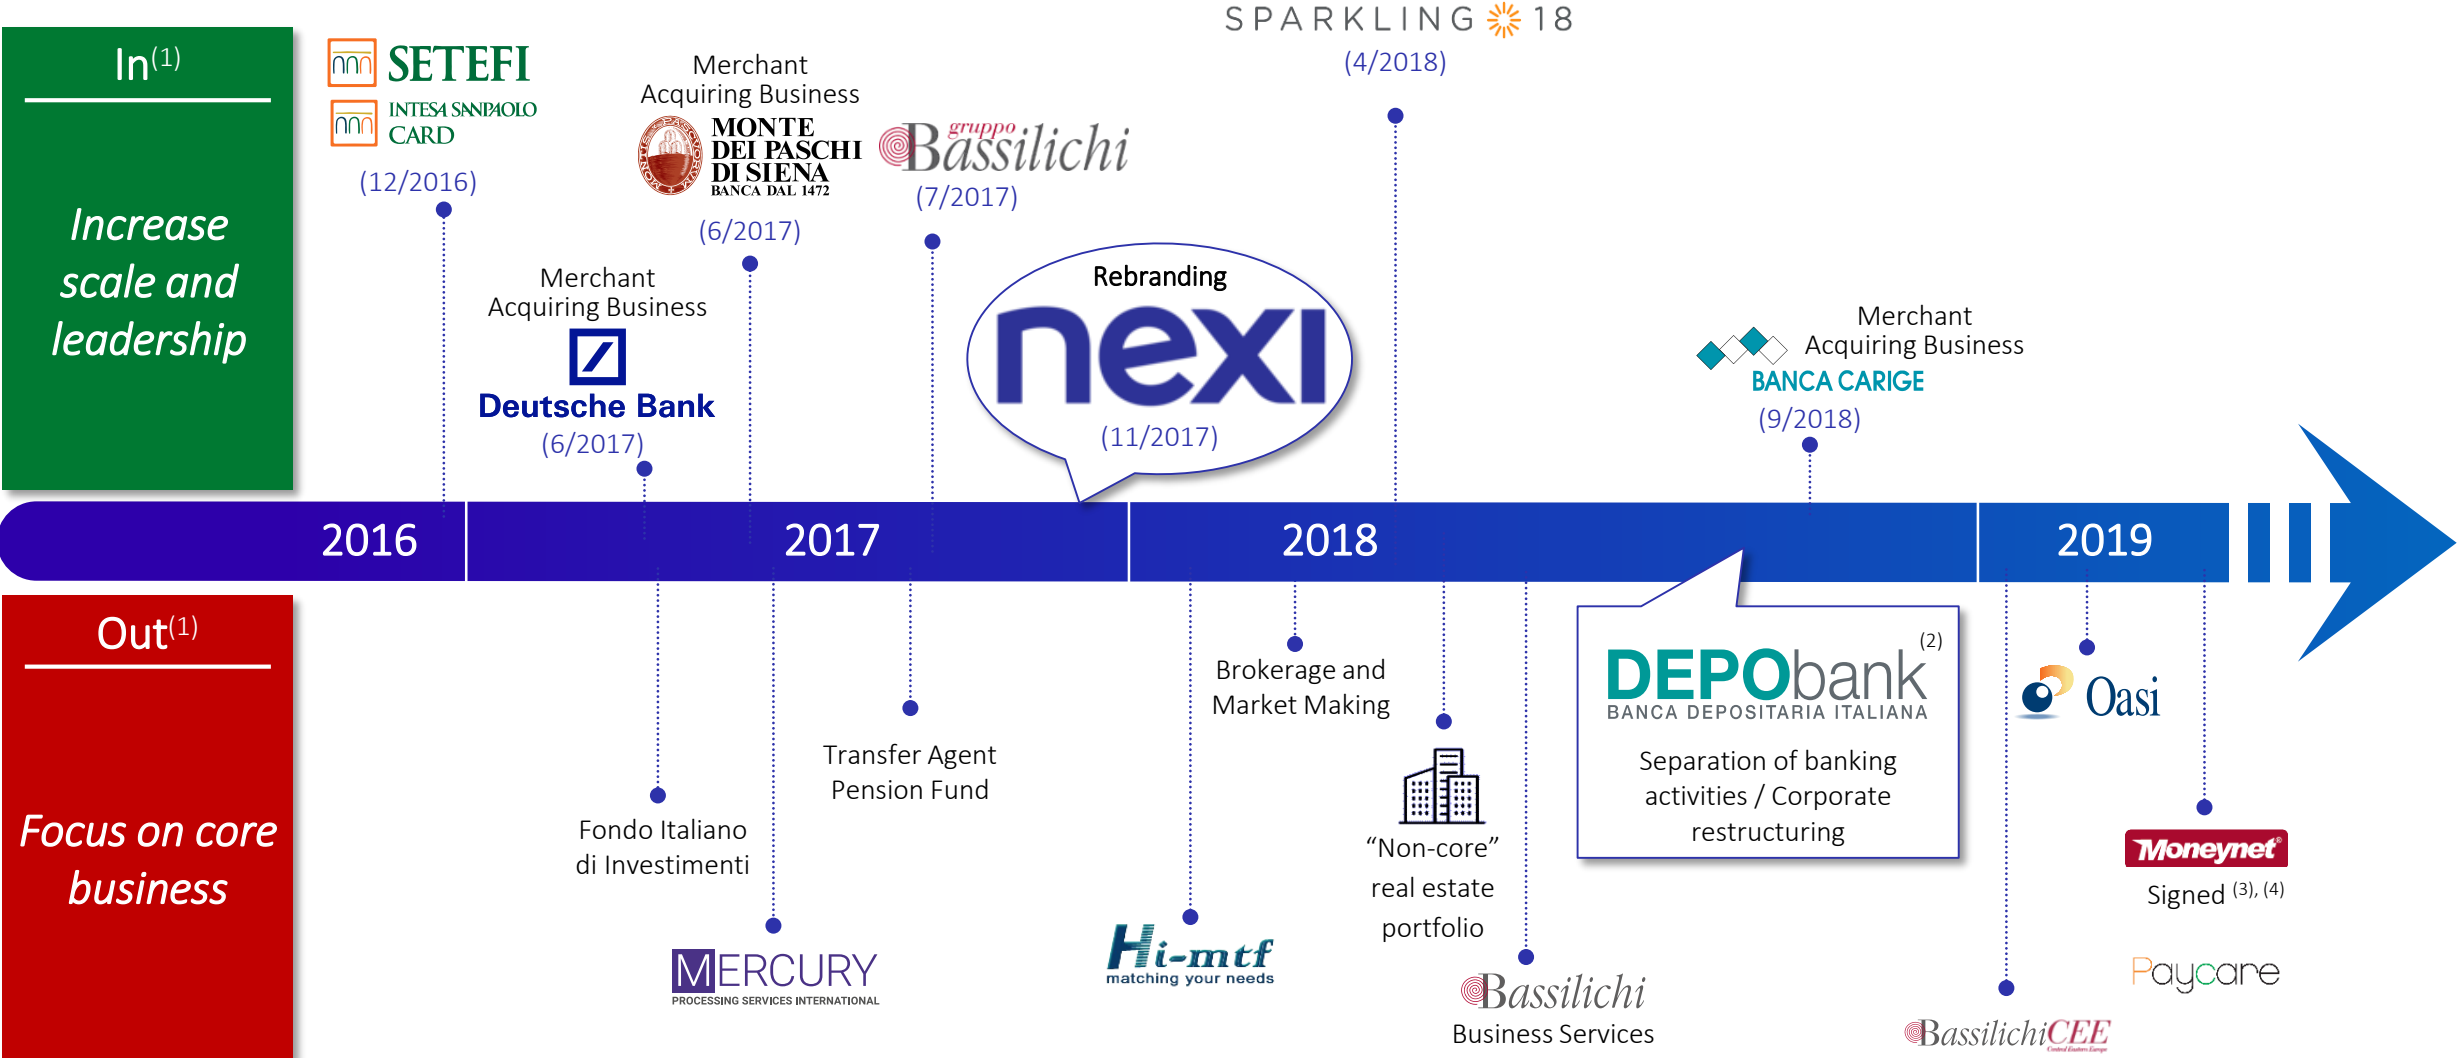 SPARKLING 18
(4/2018)
In(1)
Increase
scale and
leadership
SETEFI
INTESA SANPAOLO
CARD
(12/2016)
Merchant
Acquiring Business
MONTE
DEI PASCHI
DI SIENA
BANCA DAL 1472
(6/2017)
gruppo
Bassilichi
(7/2017)
Merchant
Acquiring Business
Deutsche Bank
(6/2017)
Rebranding
nexi
(11/2017)
Merchant
Acquiring Business
BANCA CARIGE
(9/2018)
2016
2017
2018
2019
Out(1)
Focus on core
business
Fondo Italiano
di Investimenti
MERCURY
PROCESSING SERVICES INTERNATIONAL
Transfer Agent
Pension Fund
Hi-mtf
matching your needs
Brokerage and
Market Making
“Non-core”
real estate
portfolio
Bassilichi
Business Services
DEPObank (2)
BANCA DEPOSITARIA ITALIANA
Separation of banking
activities / Corporate
restructuring
Oasi
Moneynet®
Signed (3), (4)
Paycare
BassilichiCEE
Central Eastern Europe